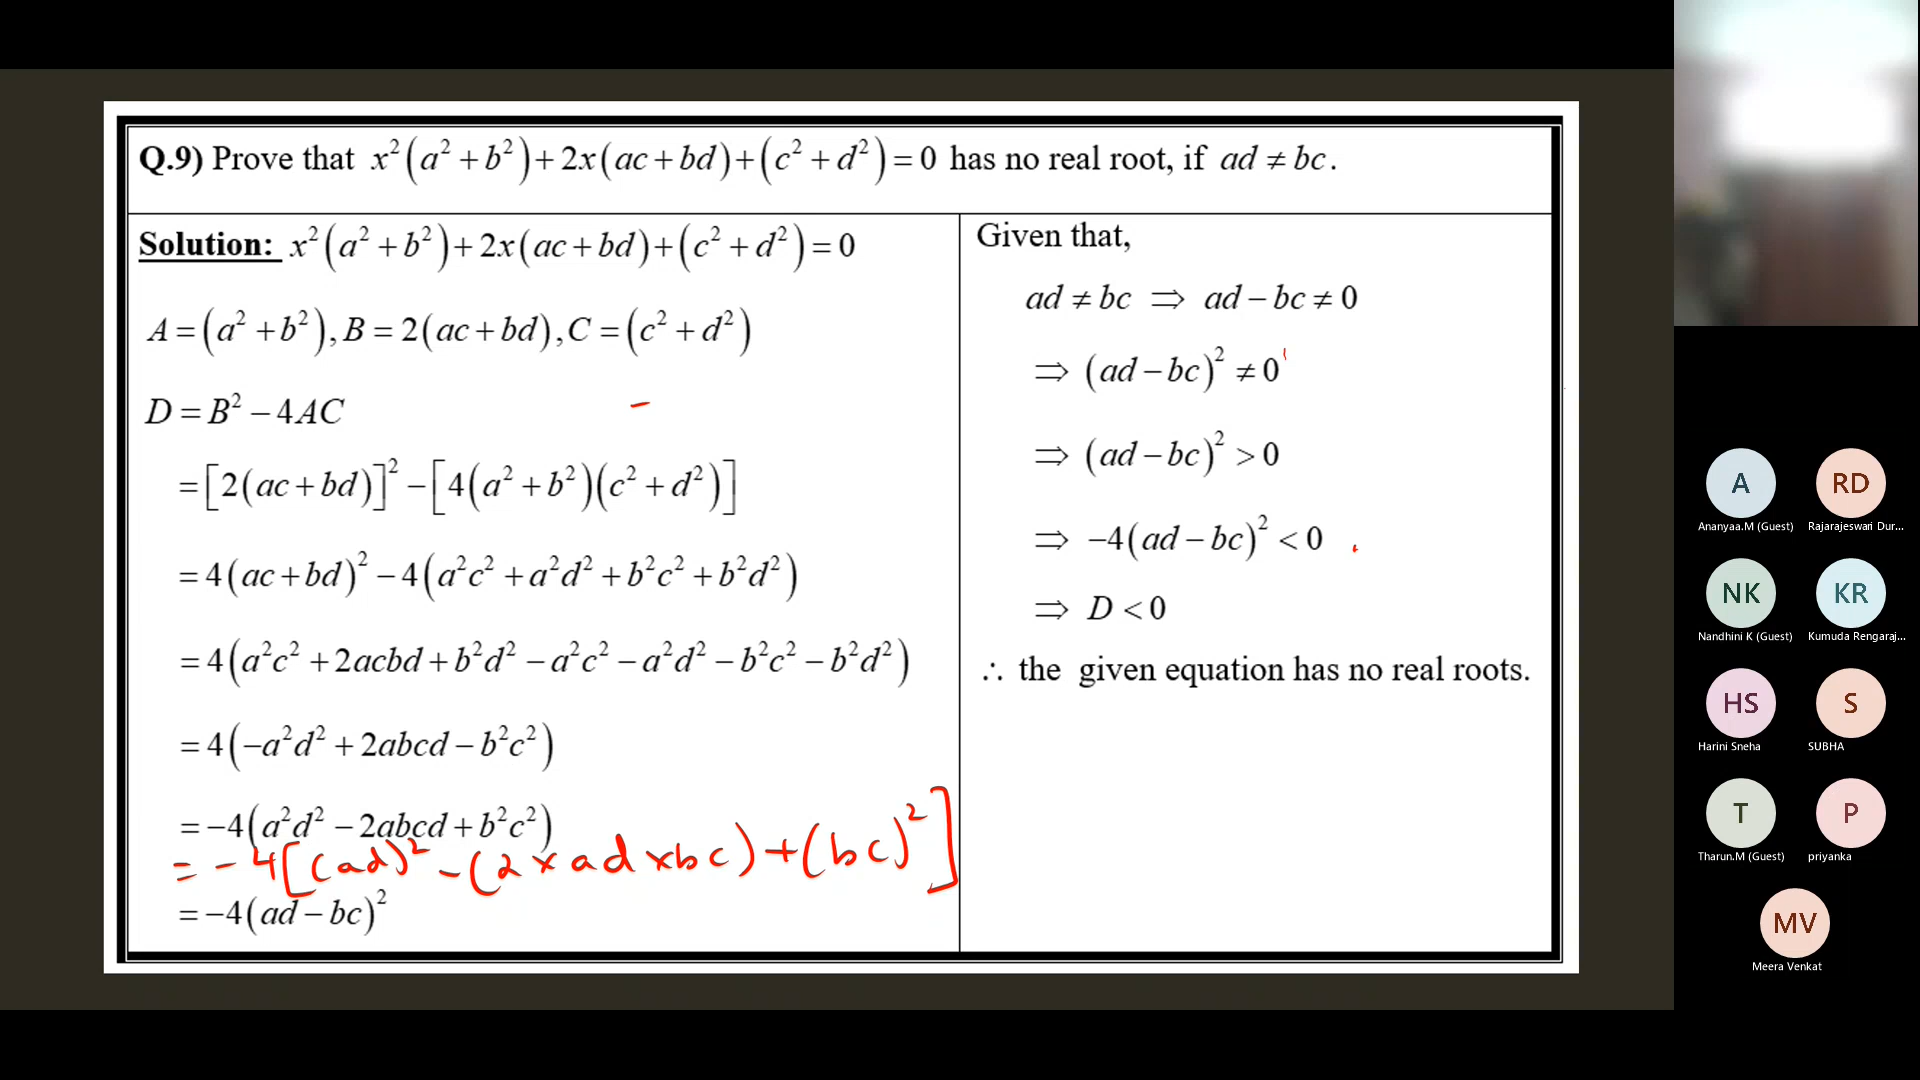 Q.9) Prove that x²(a² + b²) + 2x(ac + bd) + (c² + d²) = 0 has no real root, if ad ≠ bc.
Solution: x²(a² + b²) + 2x(ac + bd) + (c² + d²) = 0
A = (a² + b²), B = 2(ac + bd), C = (c² + d²)
D = B² − 4AC
= [2(ac + bd)]² − [4(a² + b²)(c² + d²)]
= 4(ac + bd)² − 4(a²c² + a²d² + b²c² + b²d²)
= 4(a²c² + 2acbd + b²d² − a²c² − a²d² − b²c² − b²d²)
= 4(−a²d² + 2abcd − b²c²)
= −4(a²d² − 2abcd + b²c²)
= −4[(ad)² − (2 × ad × bc) + (bc)²]
= −4(ad − bc)²
Given that,
ad ≠ bc ⇒ ad − bc ≠ 0
⇒ (ad − bc)² ≠ 0
⇒ (ad − bc)² > 0
⇒ −4(ad − bc)² < 0
⇒ D < 0
∴ the given equation has no real roots.
A
Ananyaa.M (Guest)
RD
Rajarajeswari Dur...
NK
Nandhini K (Guest)
KR
Kumuda Rengaraj...
HS
Harini Sneha
S
SUBHA
T
Tharun.M (Guest)
P
priyanka
MV
Meera Venkat